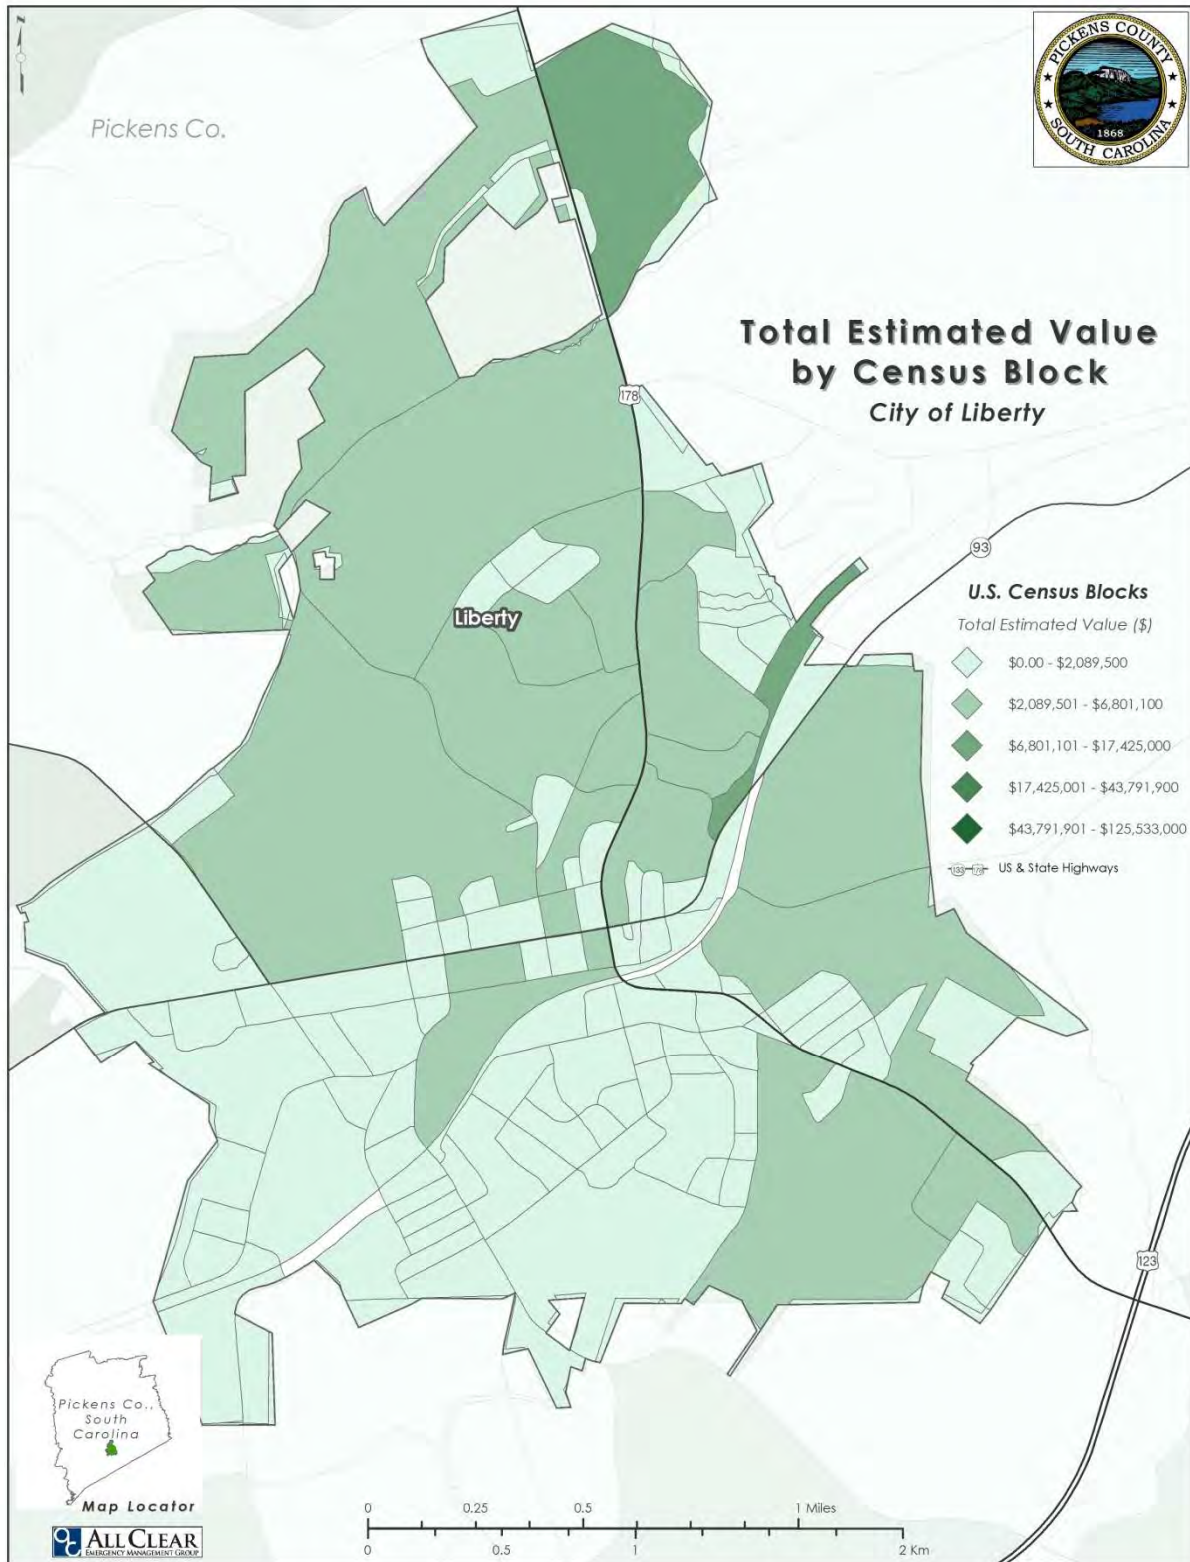 N
Pickens Co.
PICKENS COUNTY
1868
SOUTH CAROLINA
Total Estimated Value
by Census Block
City of Liberty
178
93
Liberty
U.S. Census Blocks
Total Estimated Value ($)
$0.00 - $2,089,500
$2,089,501 - $6,801,100
$6,801,101 - $17,425,000
$17,425,001 - $43,791,900
$43,791,901 - $125,533,000
133 178 US & State Highways
123
Pickens Co.,
South
Carolina
Map Locator
ALL CLEAR
EMERGENCY MANAGEMENT GROUP
0 0.25 0.5 1 Miles
0 0.5 1 2 Km